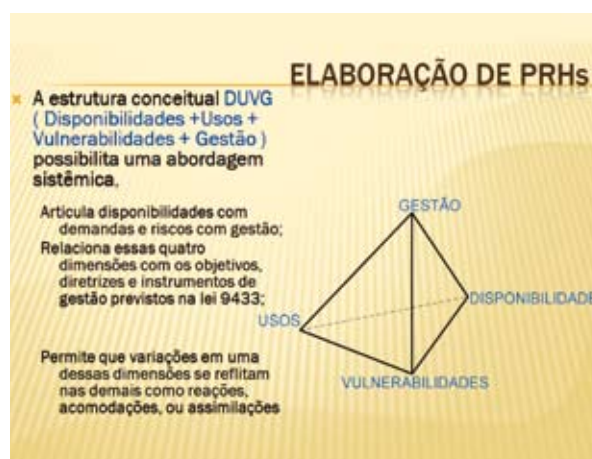 ELABORAÇÃO DE PRHs
A estrutura conceitual DUVG
( Disponibilidades +Usos +
Vulnerabilidades + Gestão )
possibilita uma abordagem
sistêmica.
Articula disponibilidades com
demandas e riscos com gestão;
Relaciona essas quatro
dimensões com os objetivos,
diretrizes e instrumentos de
gestão previstos na lei 9433;
Permite que variações em uma
dessas dimensões se reflitam
nas demais como reações,
acomodações, ou assimilações
GESTÃO
DISPONIBILIDADE
USOS
VULNERABILIDADES